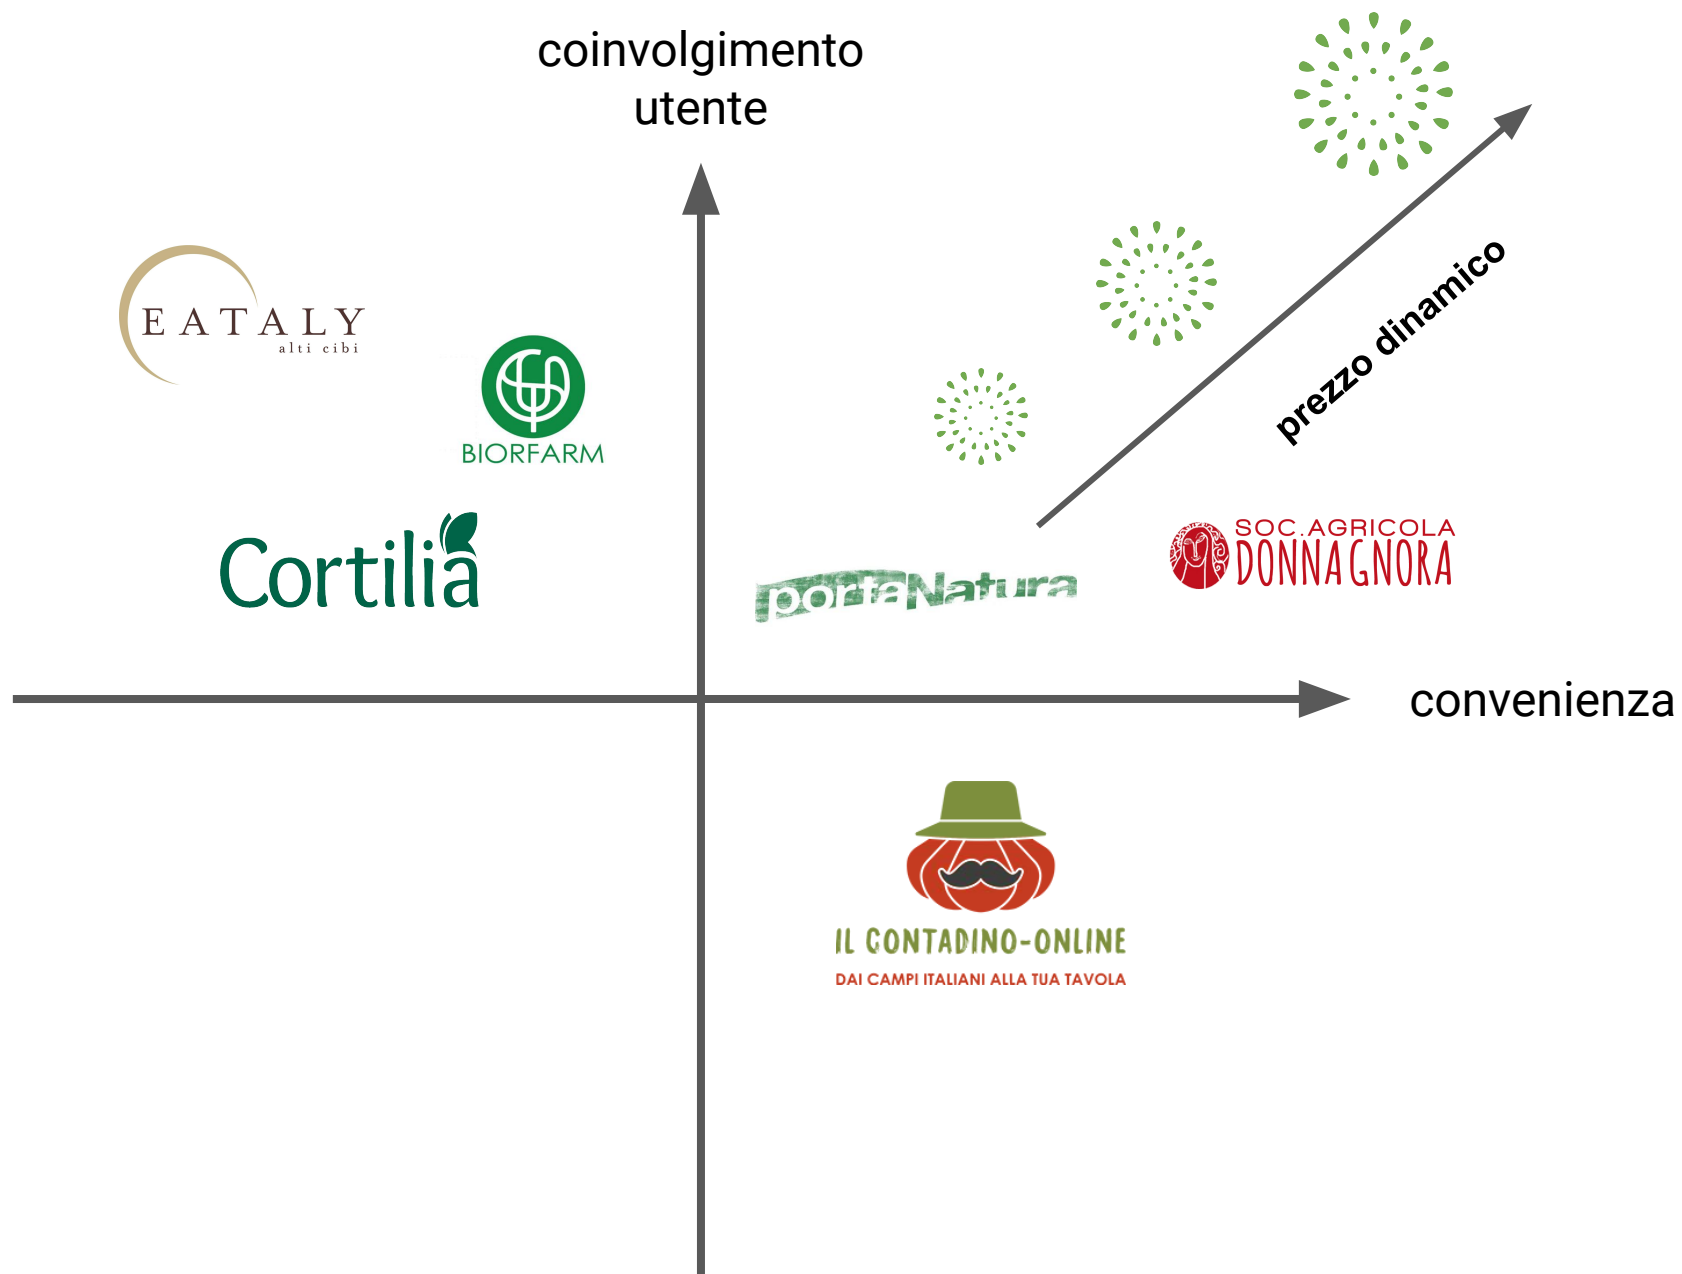 coinvolgimento
utente
EATALY
alti cibi
BIORFARM
prezzo dinamico
Cortilia
portaNatura
SOC.AGRICOLA
DONNAGNORA
convenienza
IL CONTADINO-ONLINE
DAI CAMPI ITALIANI ALLA TUA TAVOLA